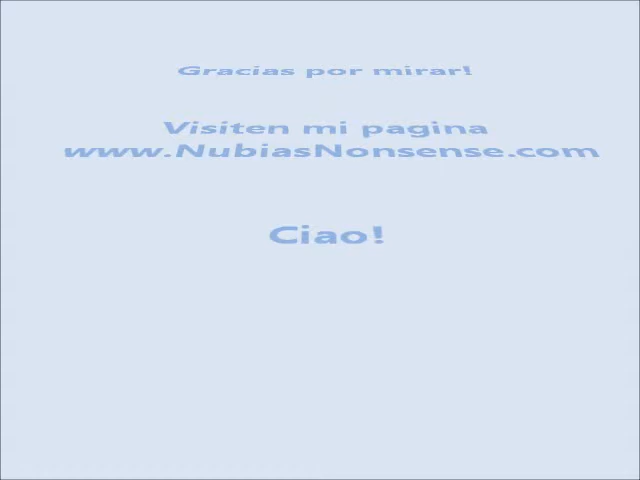 Gracias por mirar!
Visiten mi pagina
www.NubiasNonsense.com
Ciao!